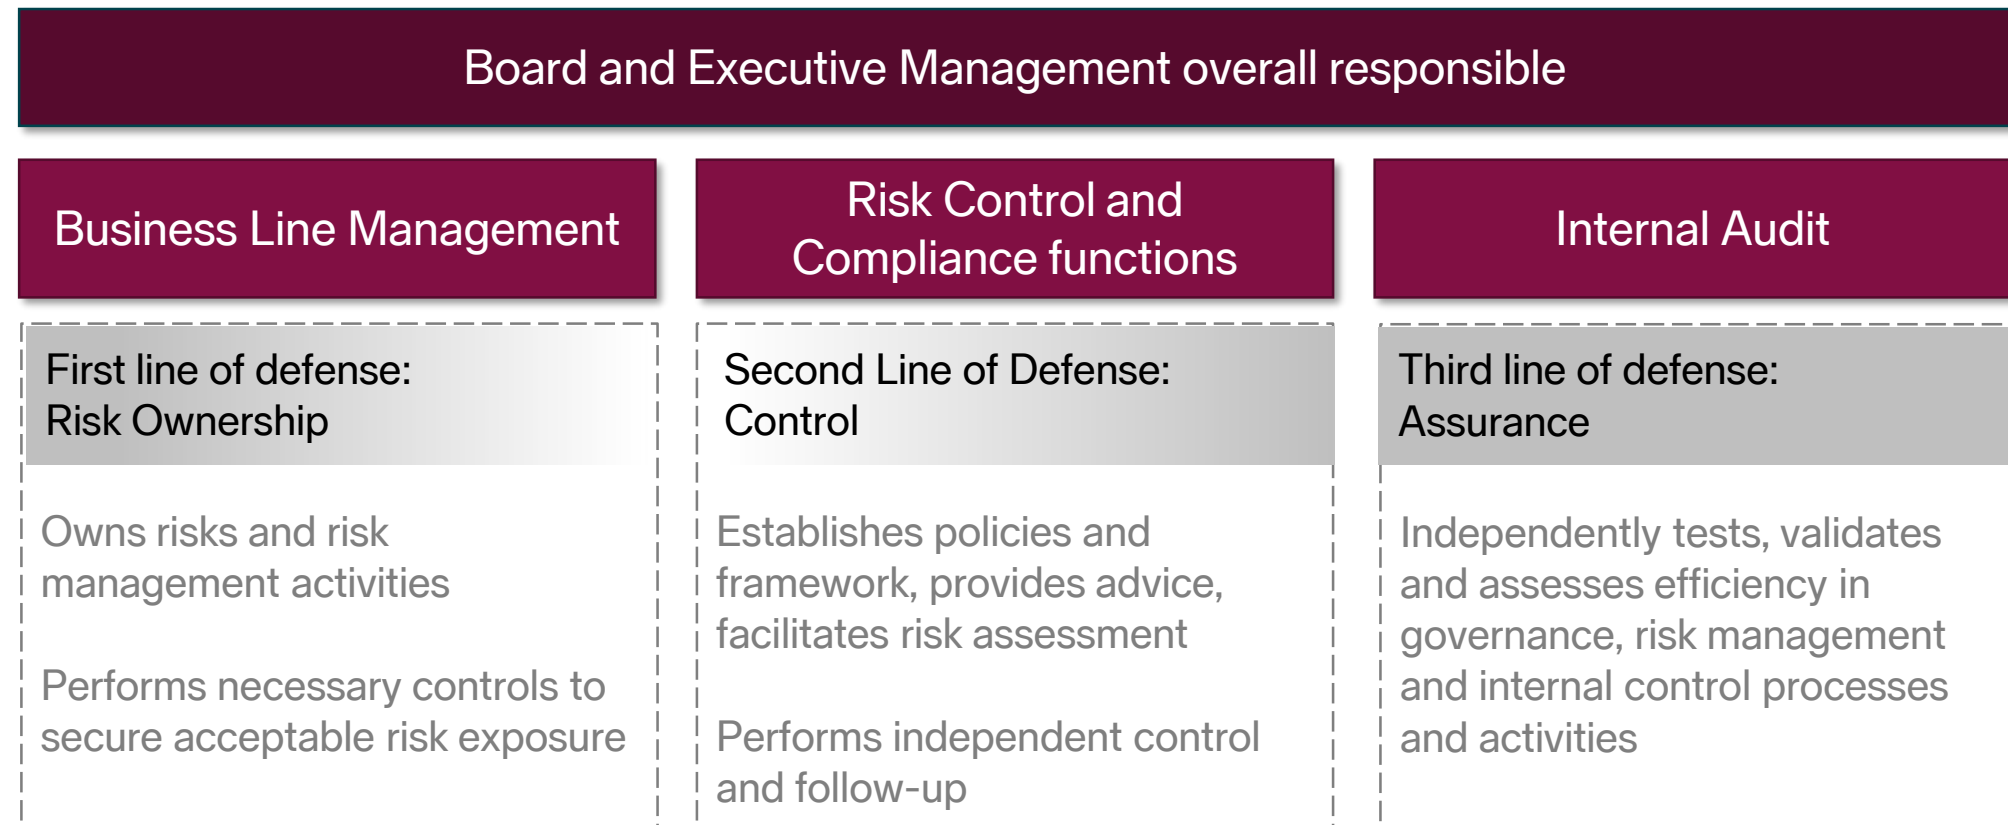 Board and Executive Management overall responsible
Business Line Management
Risk Control and
Compliance functions
Internal Audit
First line of defense:
Risk Ownership
Owns risks and risk
management activities
Performs necessary controls to
secure acceptable risk exposure
Second Line of Defense:
Control
Establishes policies and
framework, provides advice,
facilitates risk assessment
Performs independent control
and follow-up
Third line of defense:
Assurance
Independently tests, validates
and assesses efficiency in
governance, risk management
and internal control processes
and activities